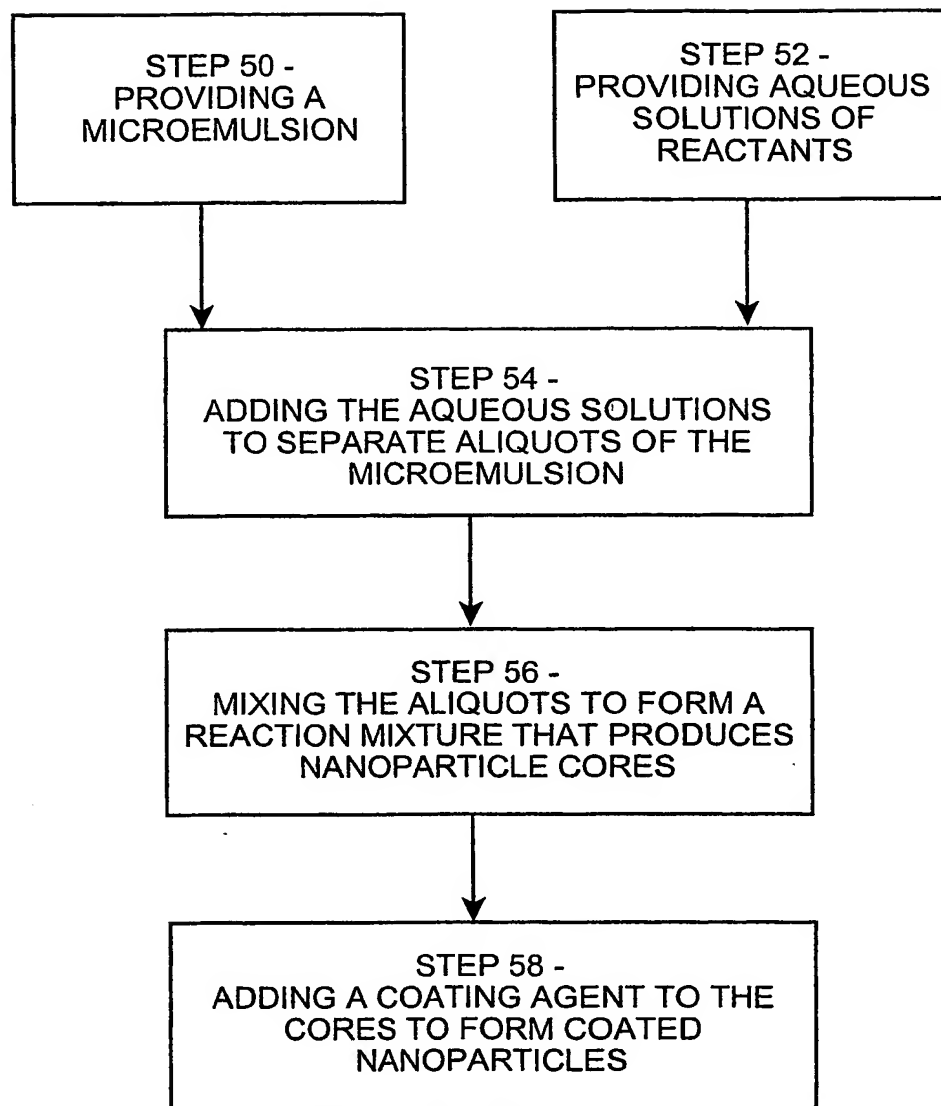 STEP 50 -
PROVIDING A
MICROEMULSION
STEP 52 -
PROVIDING AQUEOUS
SOLUTIONS OF
REACTANTS
STEP 54 -
ADDING THE AQUEOUS SOLUTIONS
TO SEPARATE ALIQUOTS OF THE
MICROEMULSION
STEP 56 -
MIXING THE ALIQUOTS TO FORM A
REACTION MIXTURE THAT PRODUCES
NANOPARTICLE CORES
STEP 58 -
ADDING A COATING AGENT TO THE
CORES TO FORM COATED
NANOPARTICLES